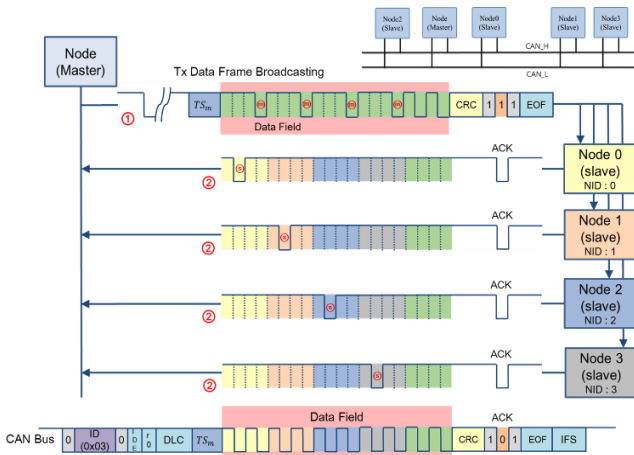 Node2
(Slave)
Node
(Master)
Node0
(Slave)
Node1
(Slave)
Node3
(Slave)
CAN_H
CAN_L
Node
(Master)
Tx Data Frame Broadcasting
①
TSm
m
m
m
m
CRC
1
1
1
EOF
Data Field
ACK
②
s
Node 0
(slave)
NID : 0
ACK
②
s
Node 1
(slave)
NID : 1
ACK
②
s
Node 2
(slave)
NID : 2
ACK
②
s
Node 3
(slave)
NID : 3
Data Field
ACK
CAN Bus
0
ID
(0x03)
0
IDE
r0
DLC
TSm
CRC
1
0
1
EOF
IFS